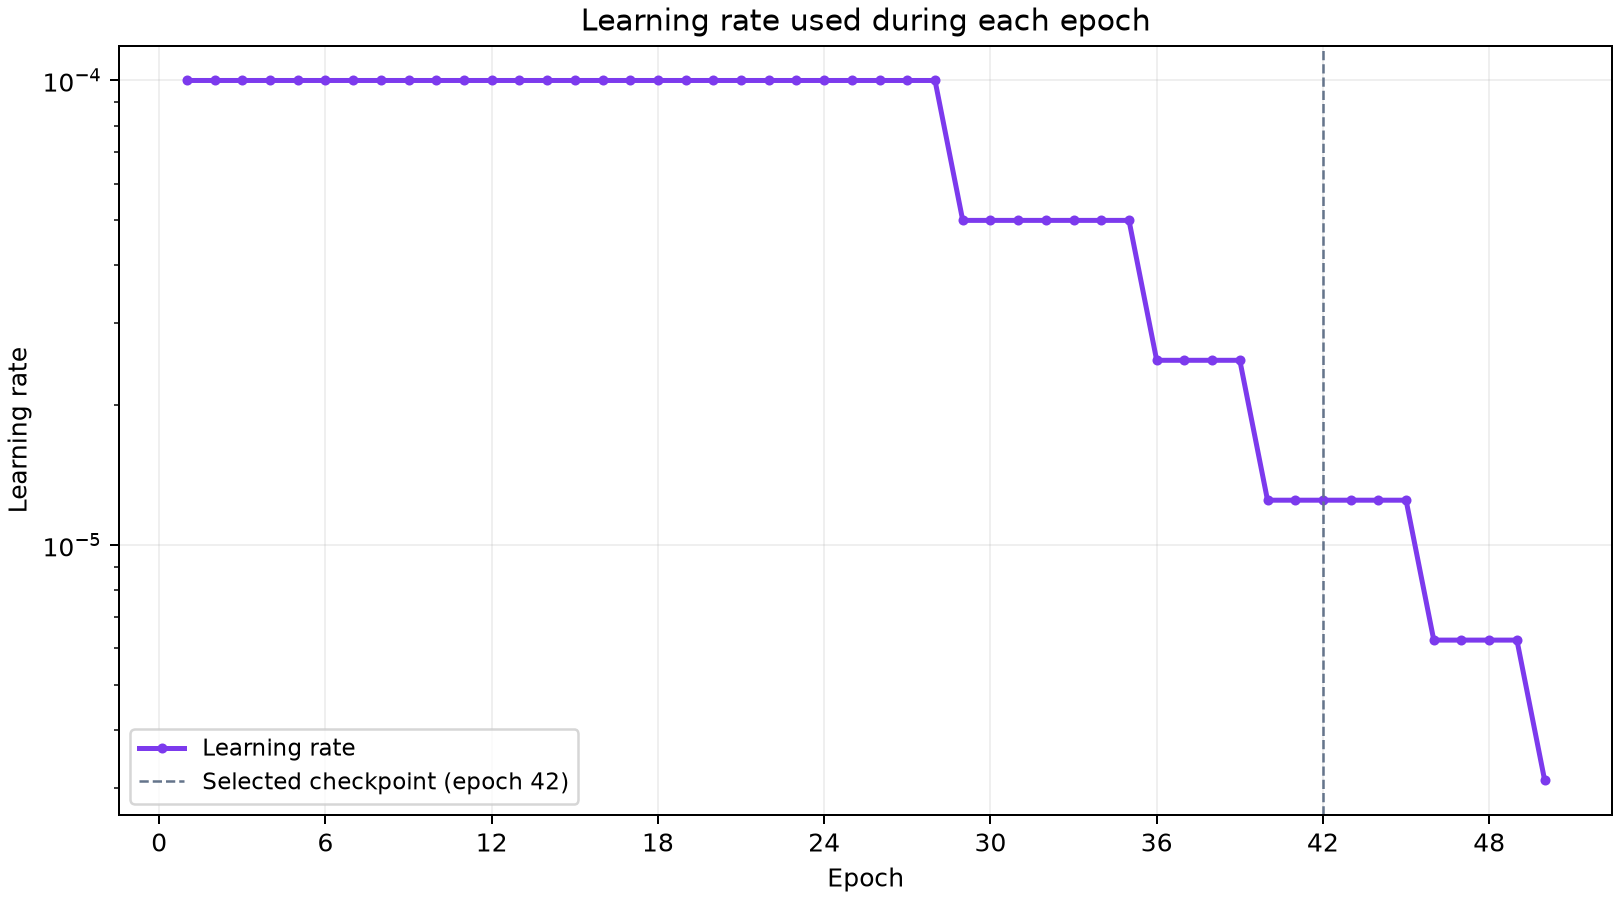 Learning rate used during each epoch
Learning rate
10⁻⁴
10⁻⁵
Learning rate
Selected checkpoint (epoch 42)
0 6 12 18 24 30 36 42 48
Epoch